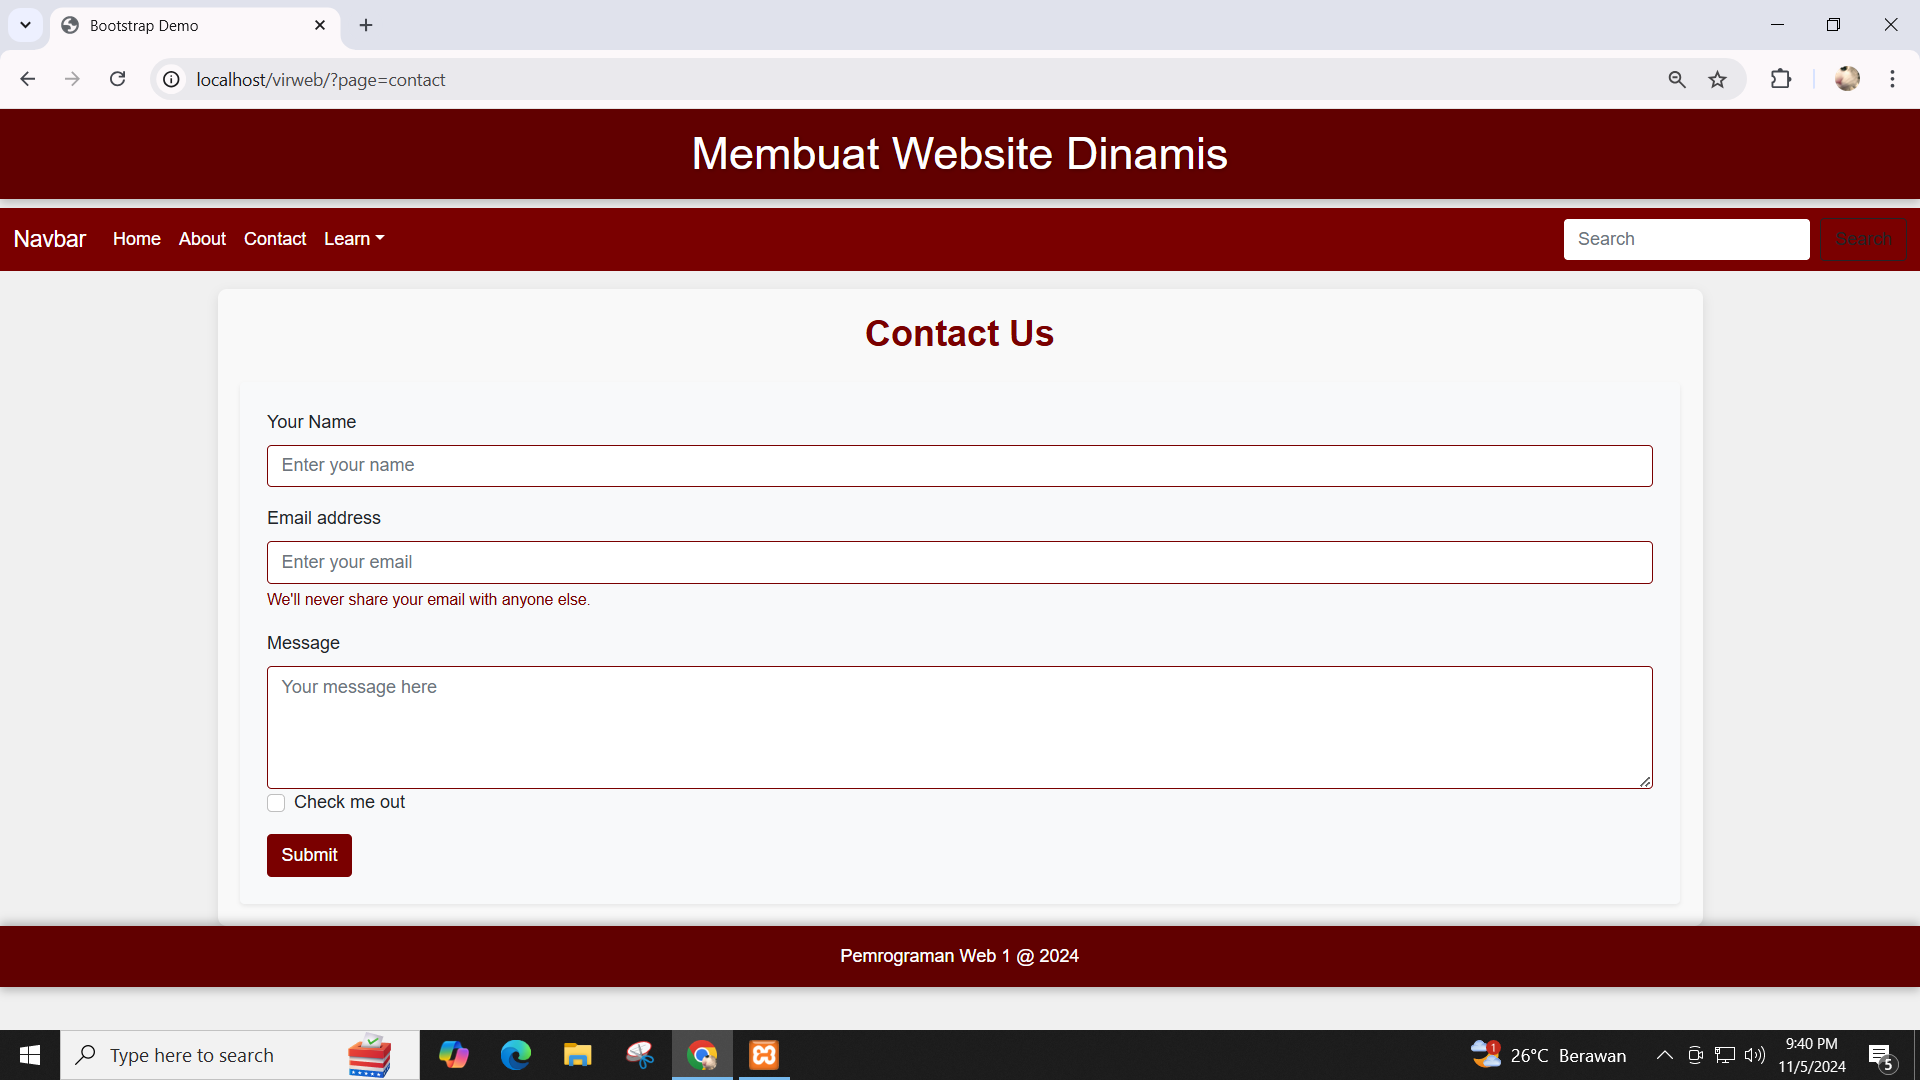 Bootstrap Demo
localhost/virweb/?page=contact
Membuat Website Dinamis
Navbar Home About Contact Learn Search Search
Contact Us
Your Name
Enter your name
Email address
Enter your email
We'll never share your email with anyone else.
Message
Your message here
Check me out
Submit
Pemrograman Web 1 @ 2024
Type here to search
1
26°C Berawan
9:40 PM
11/5/2024
5